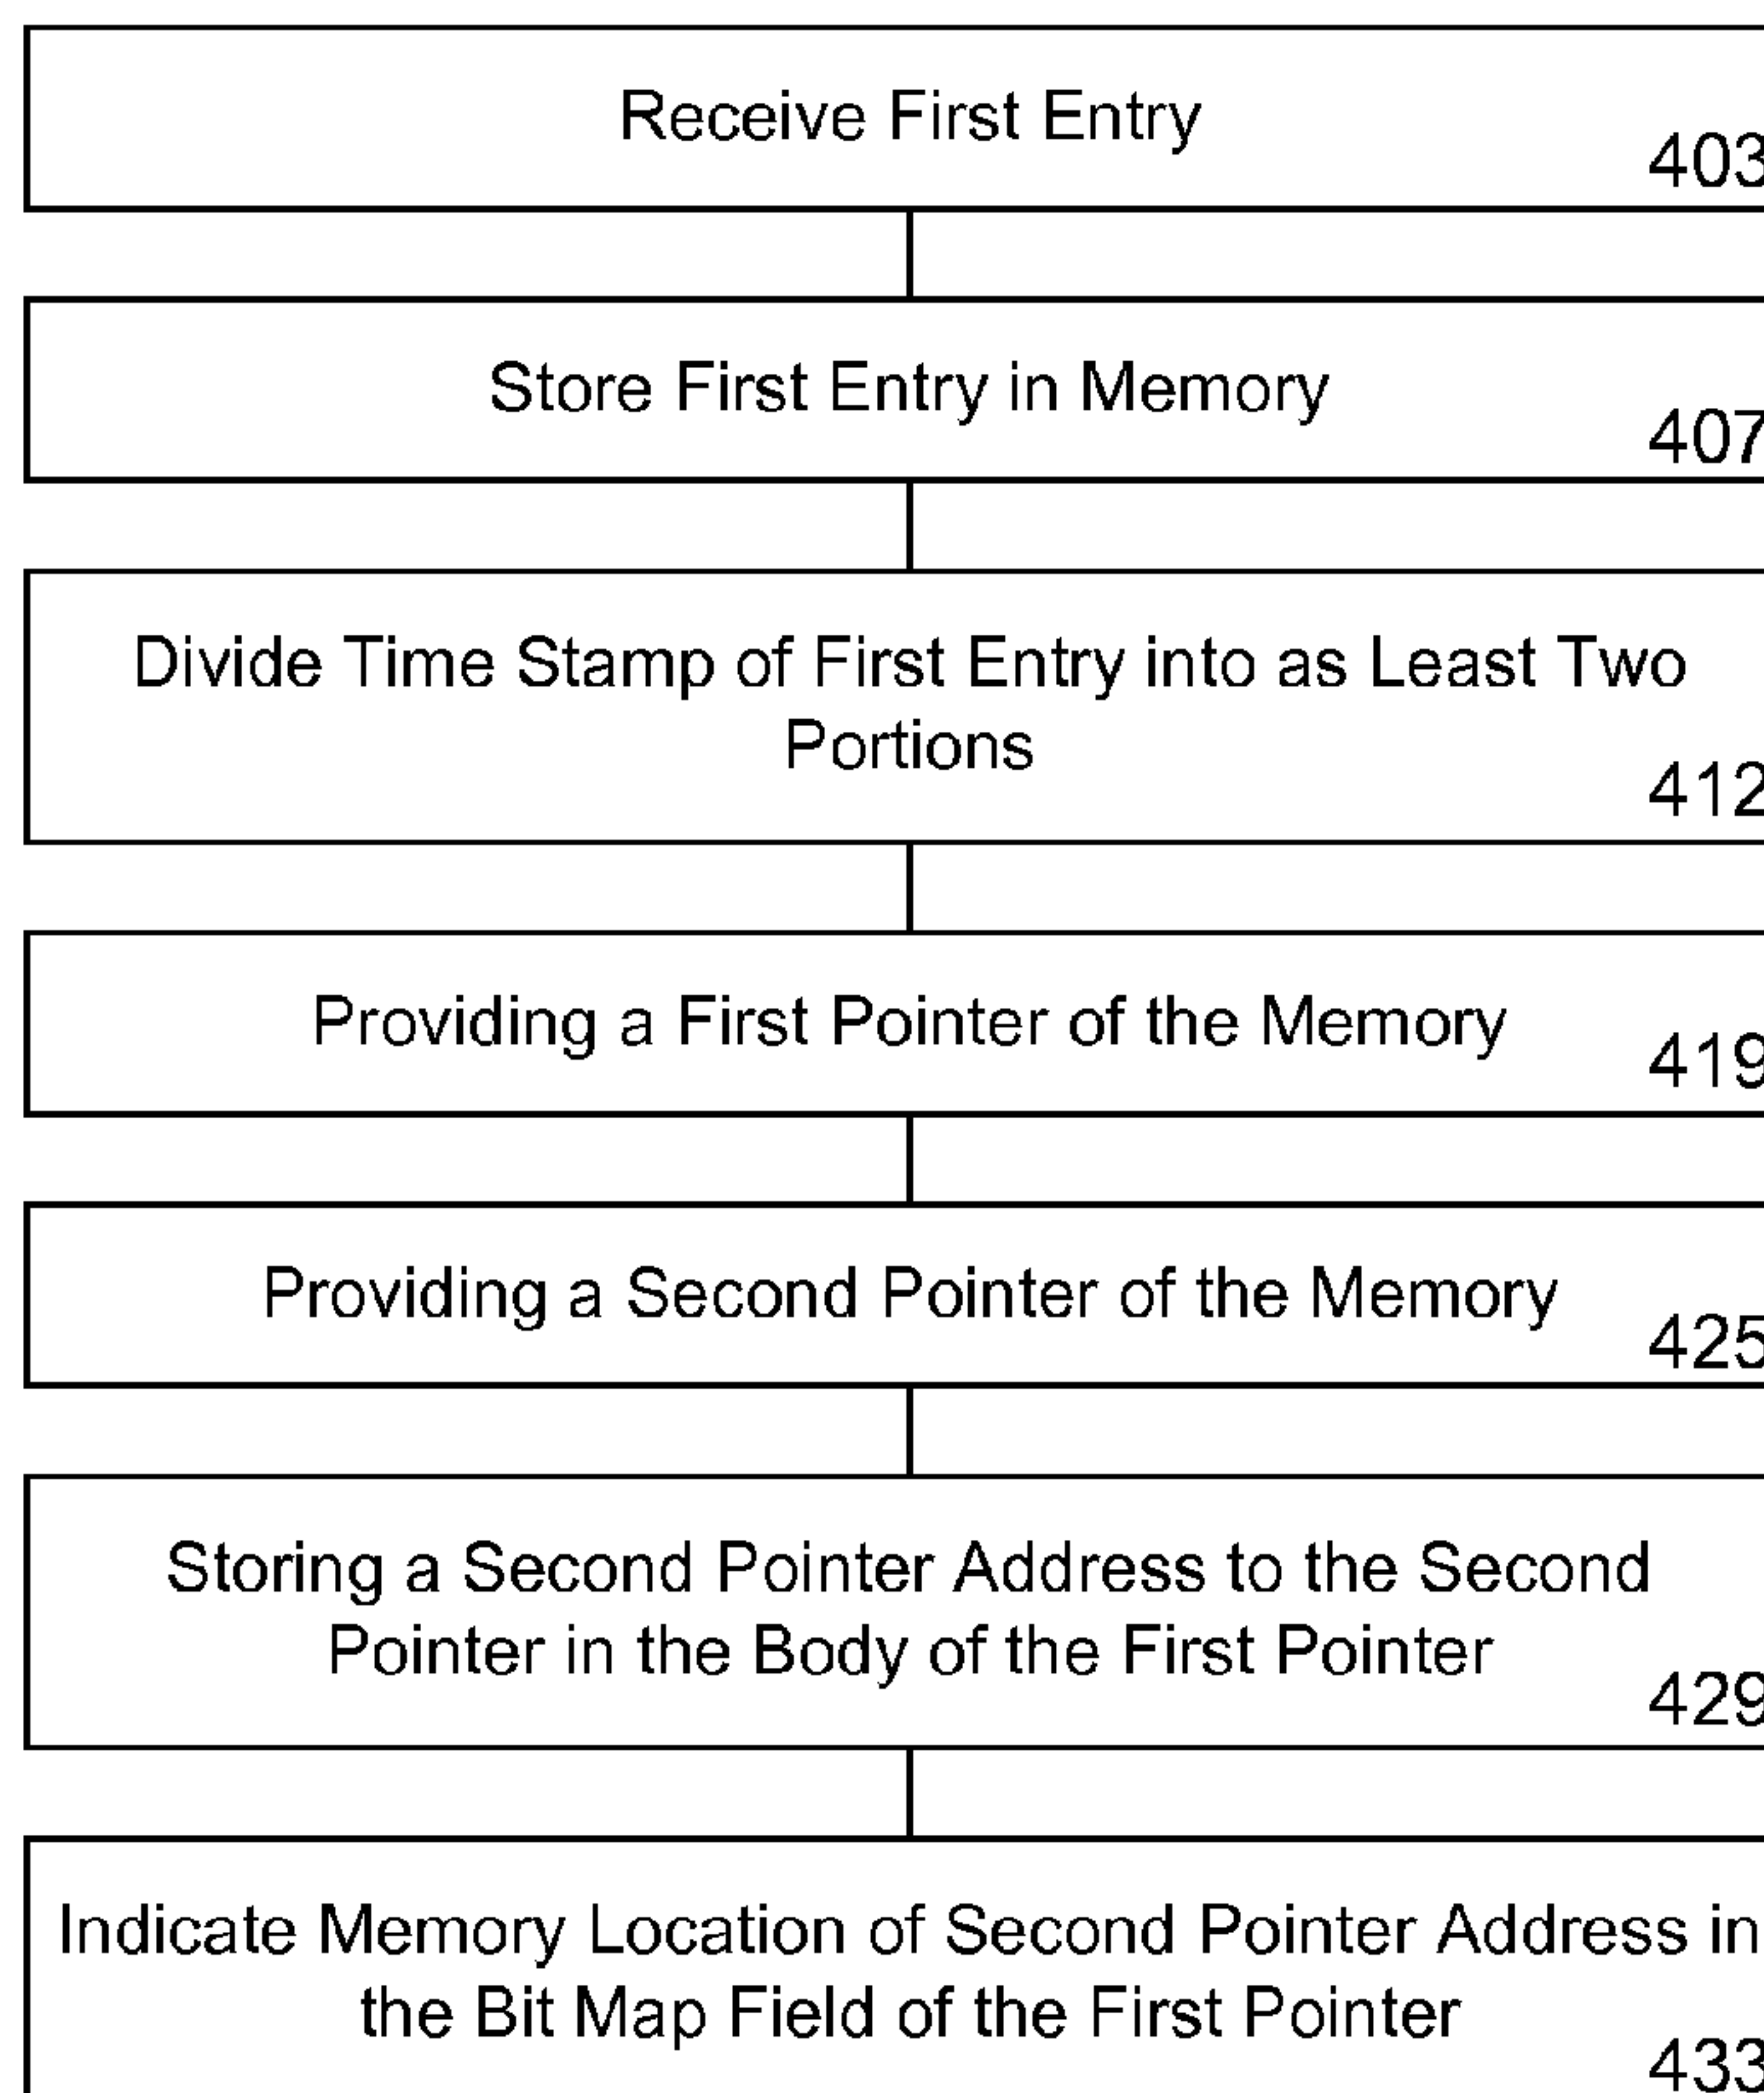 Receive First Entry
403
Store First Entry in Memory
407
Divide Time Stamp of First Entry into as Least Two
Portions
412
Providing a First Pointer of the Memory
419
Providing a Second Pointer of the Memory
425
Storing a Second Pointer Address to the Second
Pointer in the Body of the First Pointer
429
Indicate Memory Location of Second Pointer Address in
the Bit Map Field of the First Pointer
433